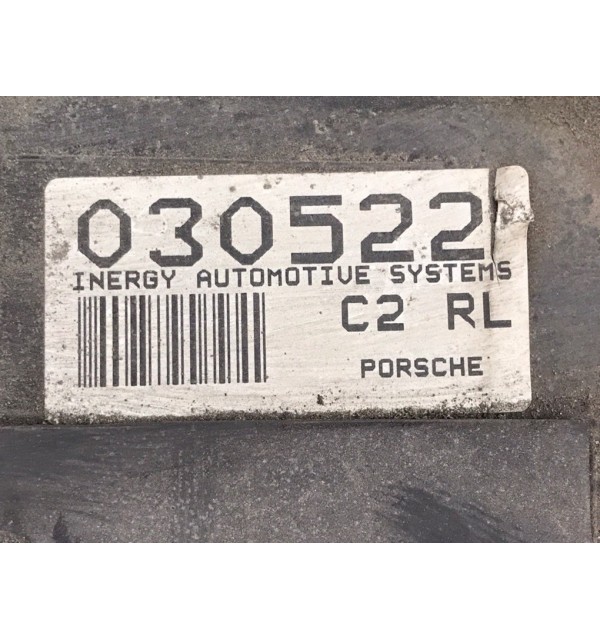 030522
INERGY AUTOMOTIVE SYSTEMS
C2 RL
PORSCHE